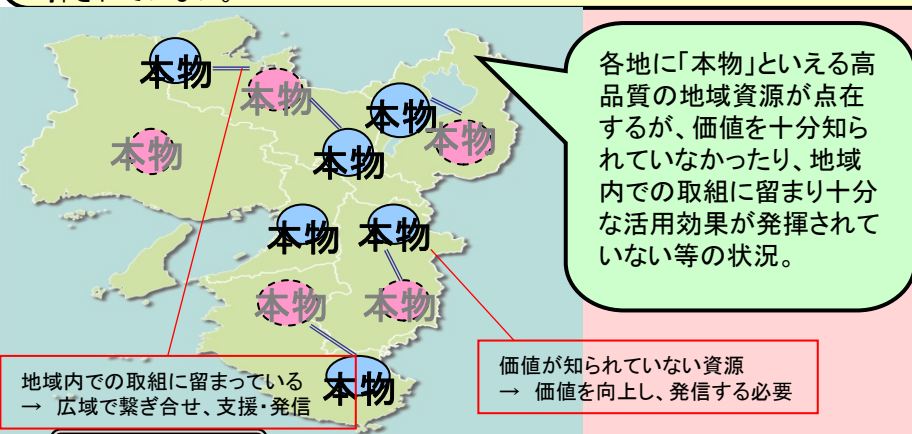 本物
本物
本物
本物
本物
本物
本物
本物
本物
本物
本物
各地に「本物」といえる高
品質の地域資源が点在
するが、価値を十分知ら
れていなかったり、地域
内での取組に留まり十分
な活用効果が発揮されて
いない等の状況。
地域内での取組に留まっている
→ 広域で繋ぎ合せ、支援・発信
価値が知られていない資源
→ 価値を向上し、発信する必要